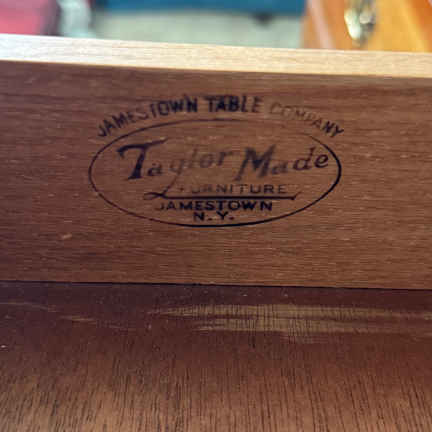 JAMESTOWN TABLE COMPANY
Taylor Made
FURNITURE
JAMESTOWN
N.Y.